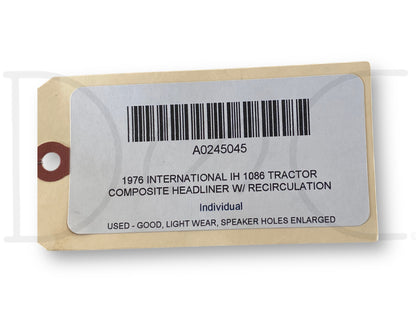 A0245045
1976 INTERNATIONAL IH 1086 TRACTOR
COMPOSITE HEADLINER W/ RECIRCULATION
Individual
USED - GOOD, LIGHT WEAR, SPEAKER HOLES ENLARGED